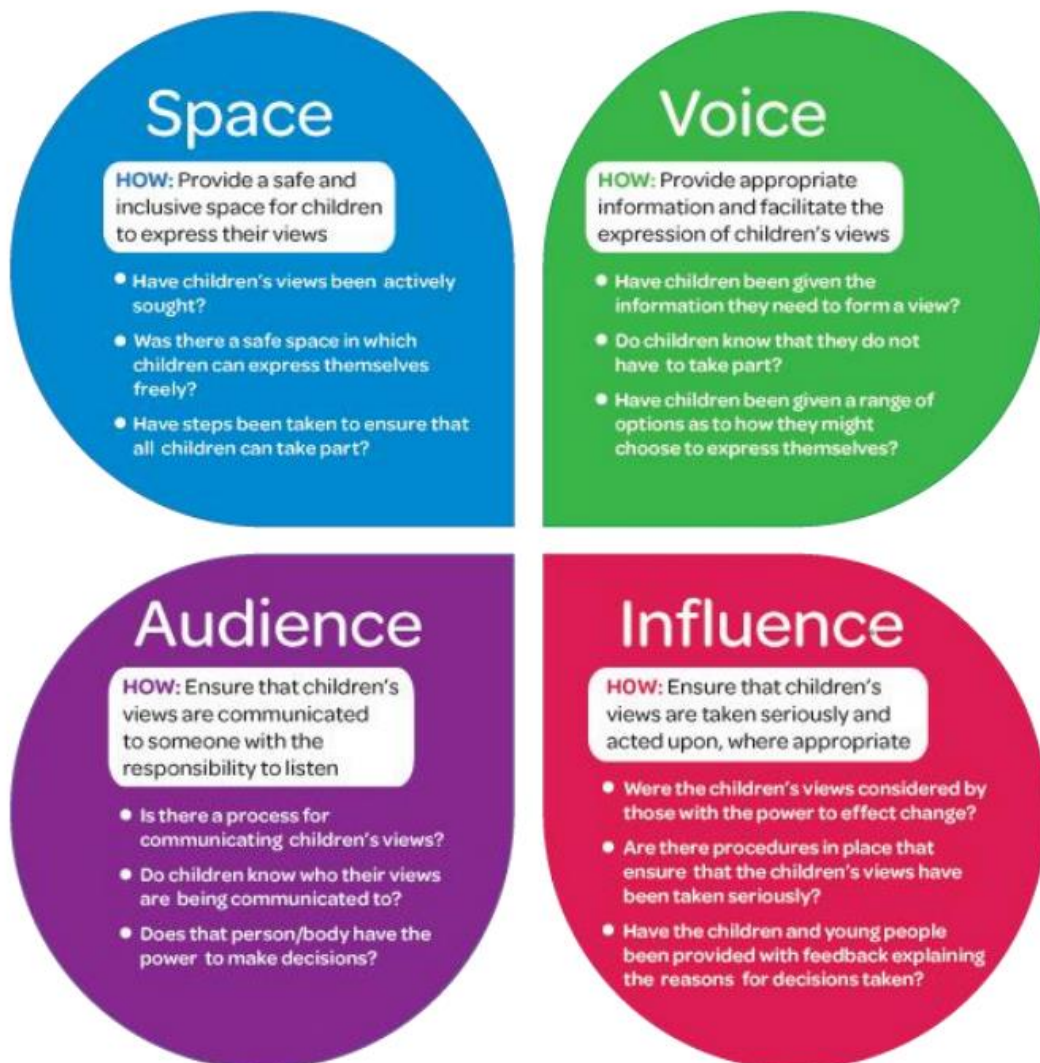 Space
HOW: Provide a safe and
inclusive space for children
to express their views
● Have children's views been actively
sought?
● Was there a safe space in which
children can express themselves
freely?
● Have steps been taken to ensure that
all children can take part?
Voice
HOW: Provide appropriate
information and facilitate the
expression of children's views
● Have children been given the
information they need to form a view?
● Do children know that they do not
have to take part?
● Have children been given a range of
options as to how they might
choose to express themselves?
Audience
HOW: Ensure that children's
views are communicated
to someone with the
responsibility to listen
● Is there a process for
communicating children's views?
● Do children know who their views
are being communicated to?
● Does that person/body have the
power to make decisions?
Influence
HOW: Ensure that children's
views are taken seriously and
acted upon, where appropriate
● Were the children's views considered by
those with the power to effect change?
● Are there procedures in place that
ensure that the children's views have
been taken seriously?
● Have the children and young people
been provided with feedback explaining
the reasons for decisions taken?